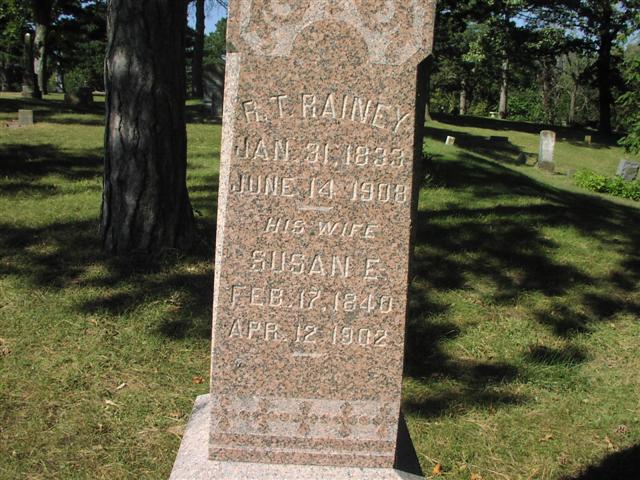 R. T. RAINEY
JAN. 31, 1833
JUNE 14, 1908
HIS WIFE
SUSAN E.
FEB. 17, 1840
APR. 12 1902